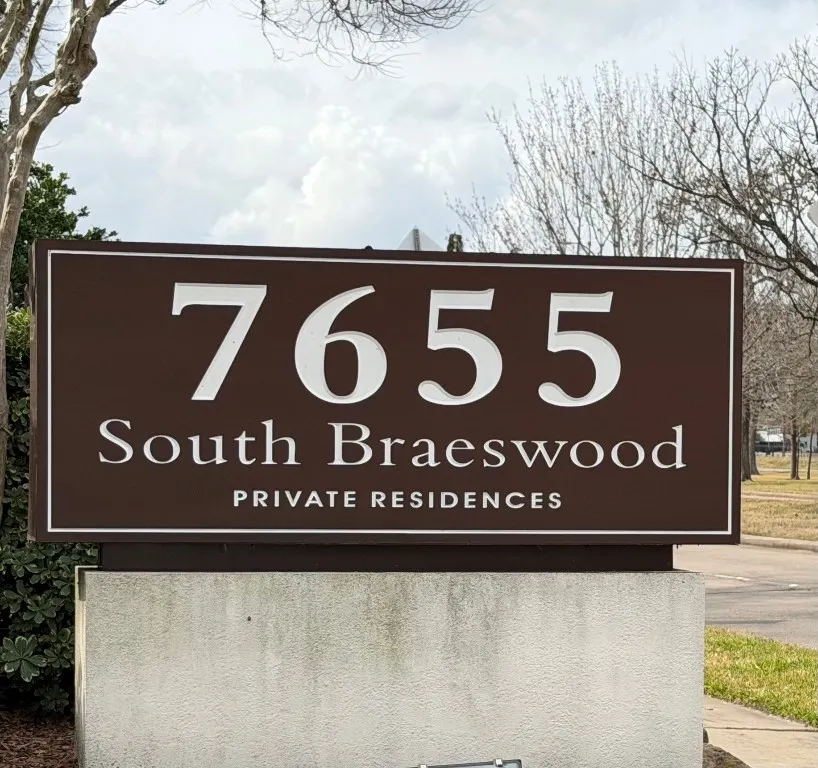 7655
South Braeswood
PRIVATE RESIDENCES